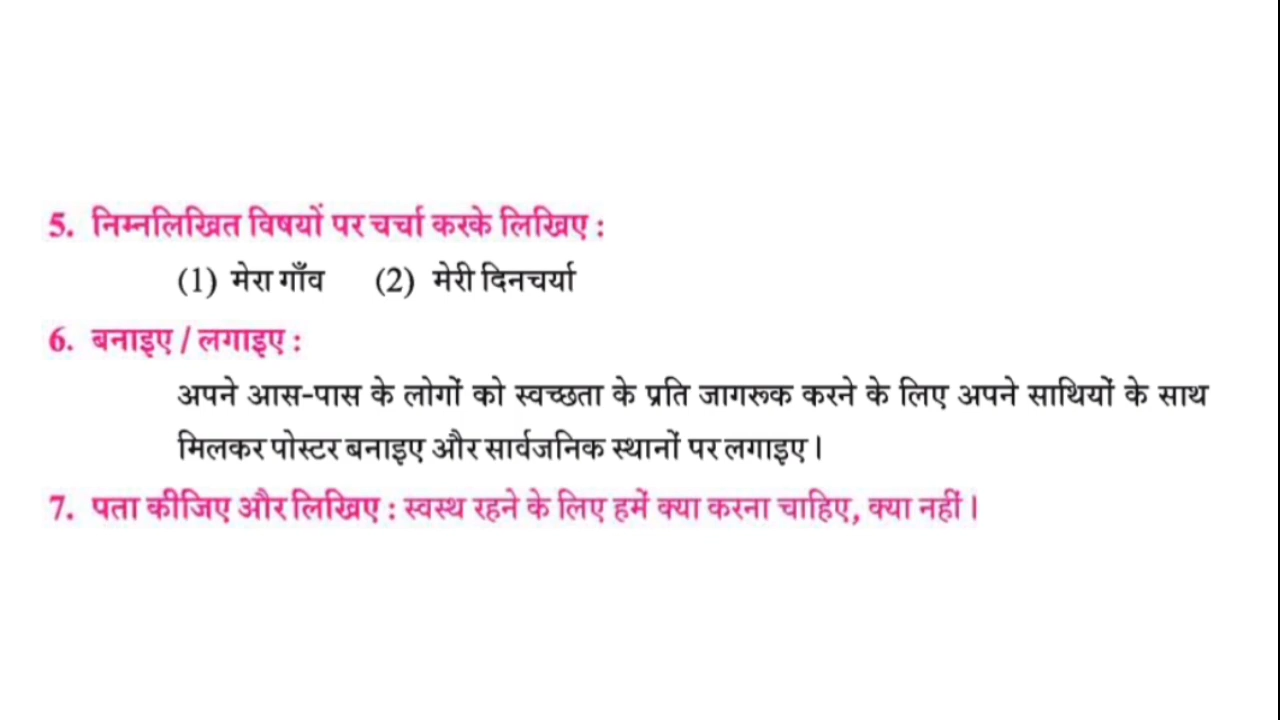 5. निम्नलिखित विषयों पर चर्चा करके लिखिए :
(1) मेरा गाँव (2) मेरी दिनचर्या
6. बनाइए / लगाइए :
अपने आस-पास के लोगों को स्वच्छता के प्रति जागरूक करने के लिए अपने साथियों के साथ
मिलकर पोस्टर बनाइए और सार्वजनिक स्थानों पर लगाइए ।
7. पता कीजिए और लिखिए : स्वस्थ रहने के लिए हमें क्या करना चाहिए, क्या नहीं ।